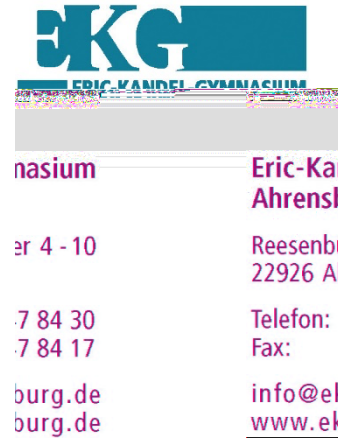 EKG
ERIC-KANDEL-GYMNASIUM
nasium
er 4 - 10
7 84 30
7 84 17
burg.de
burg.de
Eric-Ka
Ahrens
Reesenb
22926 A
Telefon:
Fax:
info@e
www.ek